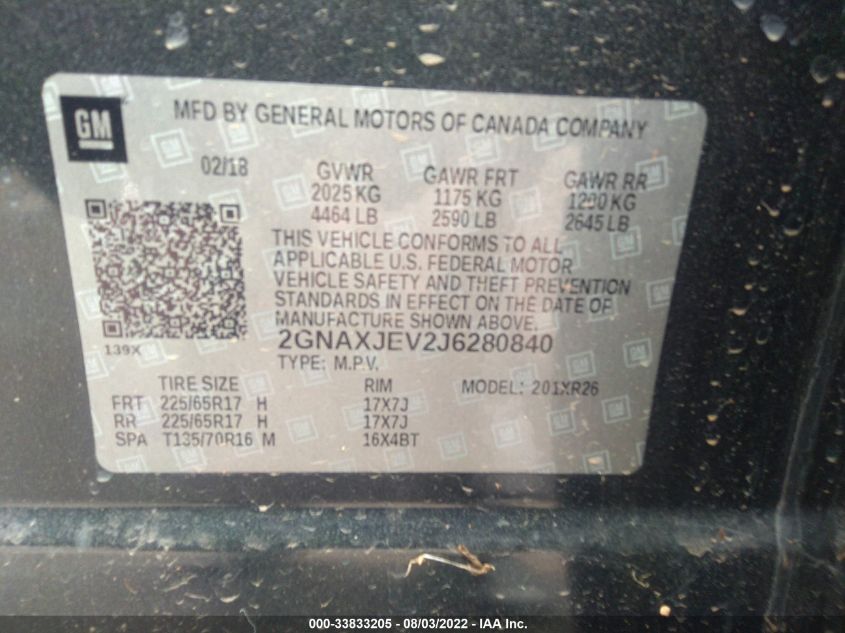 GM
MFD BY GENERAL MOTORS OF CANADA COMPANY
02/18
GVWR GAWR FRT GAWR RR
2025 KG 1175 KG 1200 KG
4464 LB 2590 LB 2645 LB
THIS VEHICLE CONFORMS TO ALL
APPLICABLE U.S. FEDERAL MOTOR
VEHICLE SAFETY AND THEFT PREVENTION
STANDARDS IN EFFECT ON THE DATE OF
MANUFACTURE SHOWN ABOVE.
139X
2GNAXJEV2J6280840
TYPE: M.P.V.
TIRE SIZE RIM MODEL: 201XR26
FRT 225/65R17 H 17X7J
RR 225/65R17 H 17X7J
SPA T135/70R16 M 16X4BT
000-33833205 - 08/03/2022 - IAA Inc.